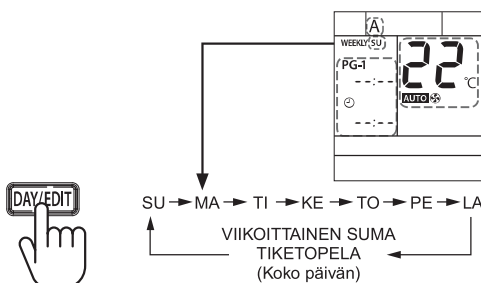 A
WEEKLY SU
PG-1
--:--
--:--
22 °C
AUTO
DAY/EDIT
SU → MA → TI → KE → TO → PE → LA
VIIKOITTAINEN SUMA
TIKETOPELA
(Koko päivän)